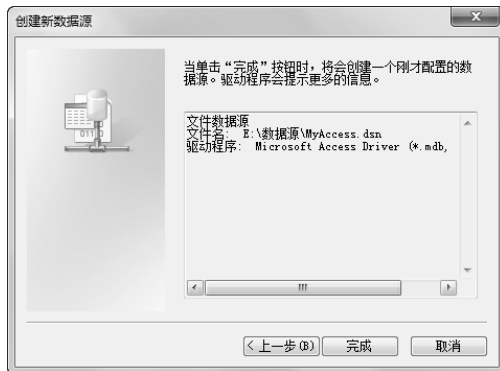 创建新数据源
当单击“完成”按钮时，将会创建一个刚才配置的数
据源。驱动程序会提示更多的信息。
文件数据源
文件名： E:\数据源\MyAccess.dsn
驱动程序： Microsoft Access Driver (*.mdb,
01110
< 上一步(B)
完成
取消